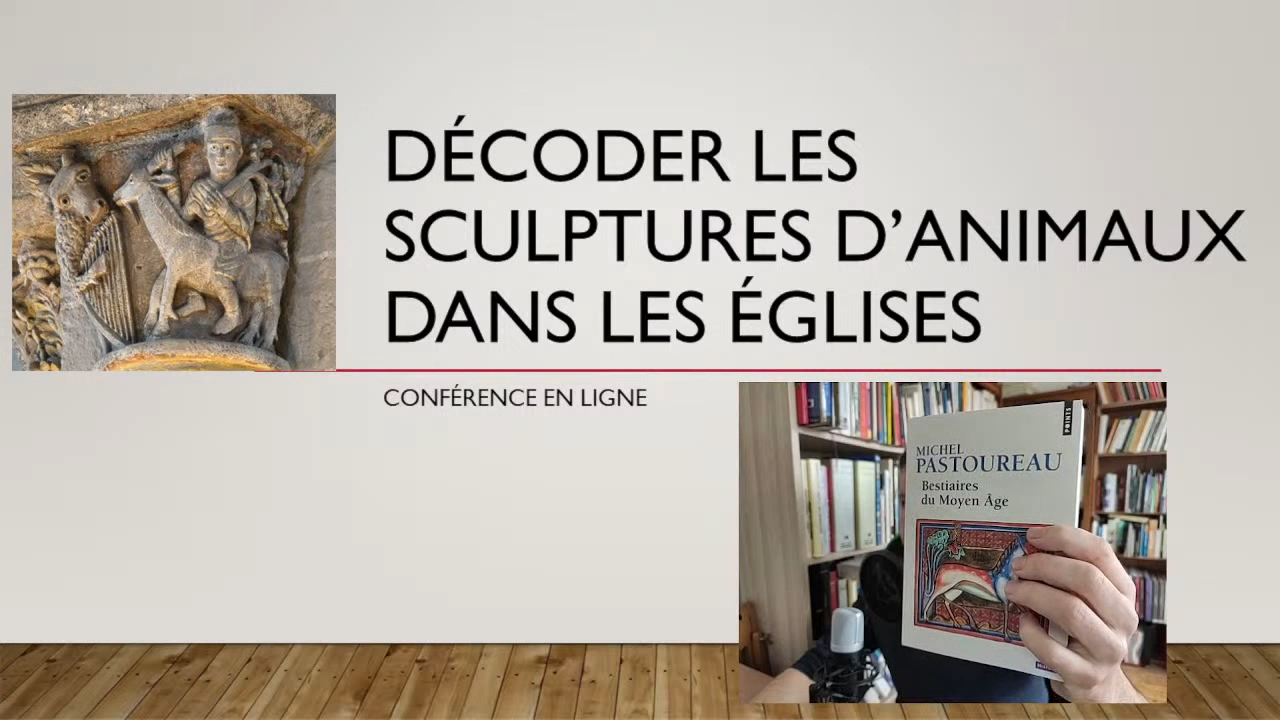 DÉCODER LES
SCULPTURES D’ANIMAUX
DANS LES ÉGLISES
CONFÉRENCE EN LIGNE
POINTS
MICHEL
PASTOUREAU
Bestiaires
du Moyen Âge